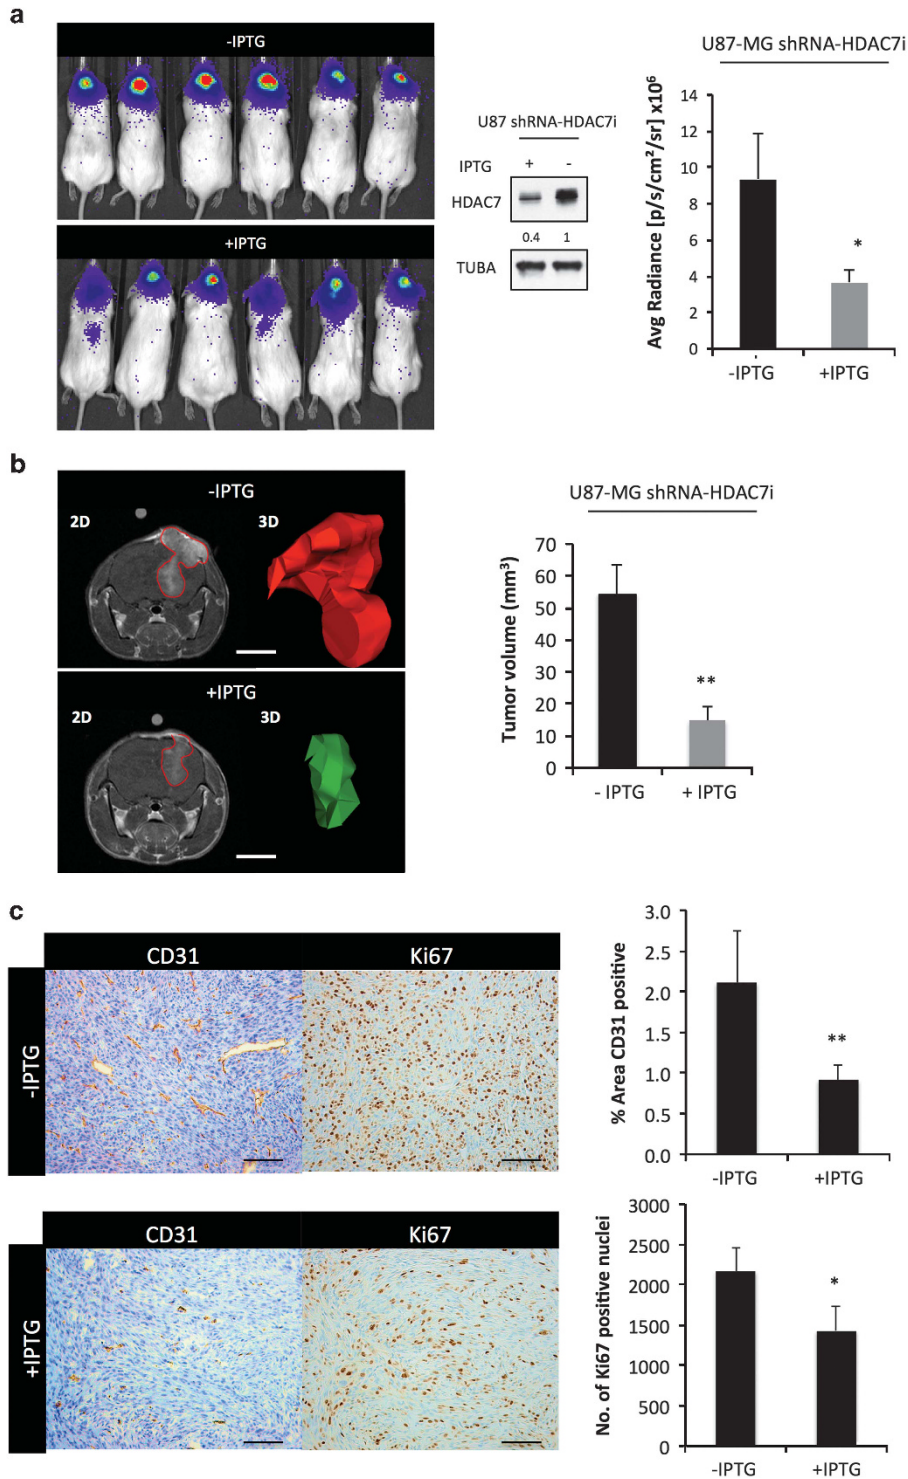 a
-IPTG
+IPTG
U87 shRNA-HDAC7i
IPTG + -
HDAC7
0.4 1
TUBA
U87-MG shRNA-HDAC7i
Avg Radiance [p/s/cm²/sr] x10⁶
14
12
10
8
6
4
2
0
*
-IPTG +IPTG
b
-IPTG
2D 3D
+IPTG
2D 3D
U87-MG shRNA-HDAC7i
Tumor volume (mm³)
70
60
50
40
30
20
10
0
**
- IPTG + IPTG
c
CD31 Ki67
-IPTG
CD31 Ki67
+IPTG
% Area CD31 positive
3.0
2.5
2.0
1.5
1.0
0.5
0.0
**
-IPTG +IPTG
No. of Ki67 positive nuclei
3000
2500
2000
1500
1000
500
0
*
-IPTG +IPTG